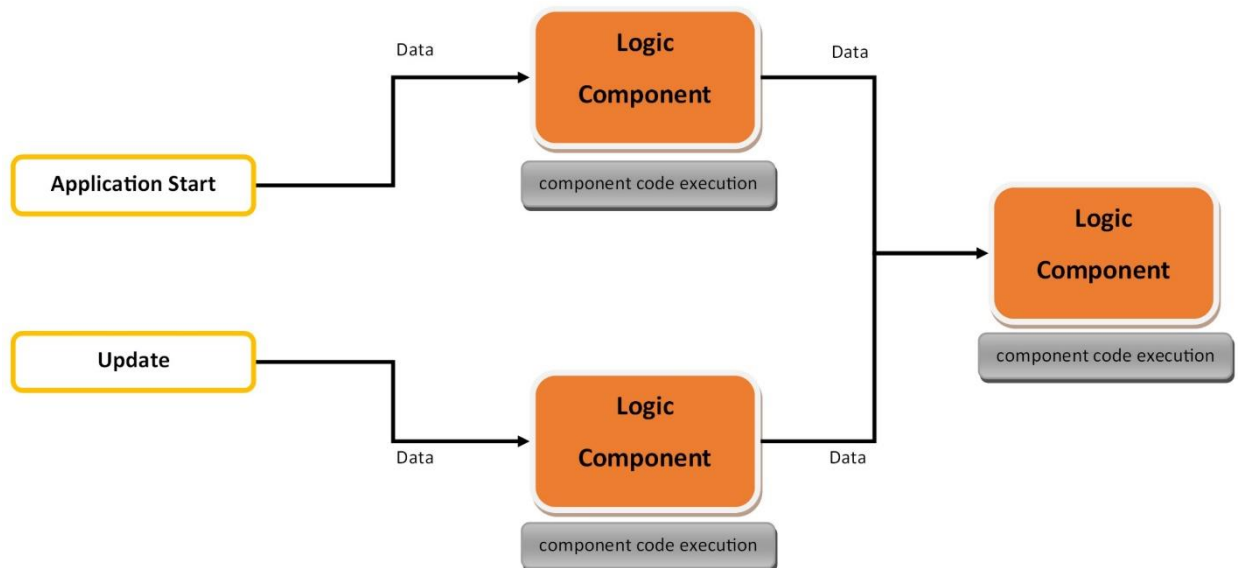 Data
Logic
Component
Data
Application Start
component code execution
Logic
Component
component code execution
Update
Data
Logic
Component
Data
component code execution